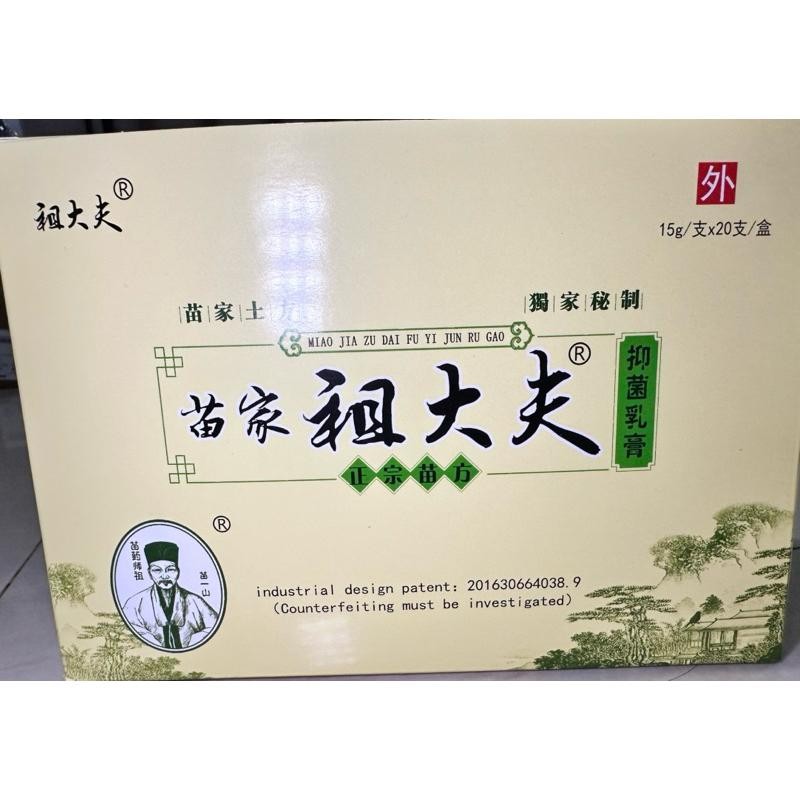 祖大夫®
外
15g/支x20支/盒
苗家土方
獨家秘制
MIAO JIA ZU DAI FU YI JUN RU GAO
苗家祖大夫®
抑菌乳膏
正宗苗方
®
苗药师祖
苗一山
industrial design patent: 201630664038.9
(Counterfeiting must be investigated)